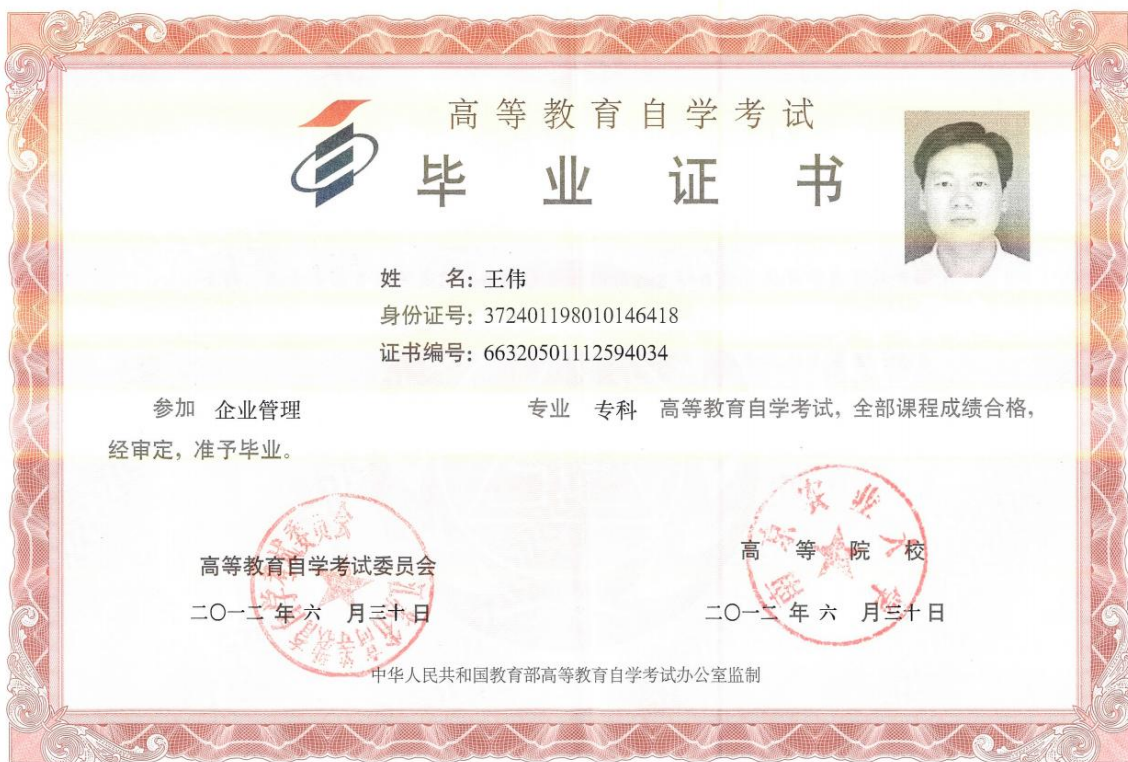 高等教育自学考试
毕业证书
姓 名: 王伟
身份证号: 372401198010146418
证书编号: 66320501112594034
参加 企业管理 专业 专科 高等教育自学考试, 全部课程成绩合格,
经审定, 准予毕业。
高等教育自学考试委员会
高等院校
南京农业大学
二〇一二 年 六 月 三十 日
二〇一二 年 六 月 三十 日
中华人民共和国教育部高等教育自学考试办公室监制